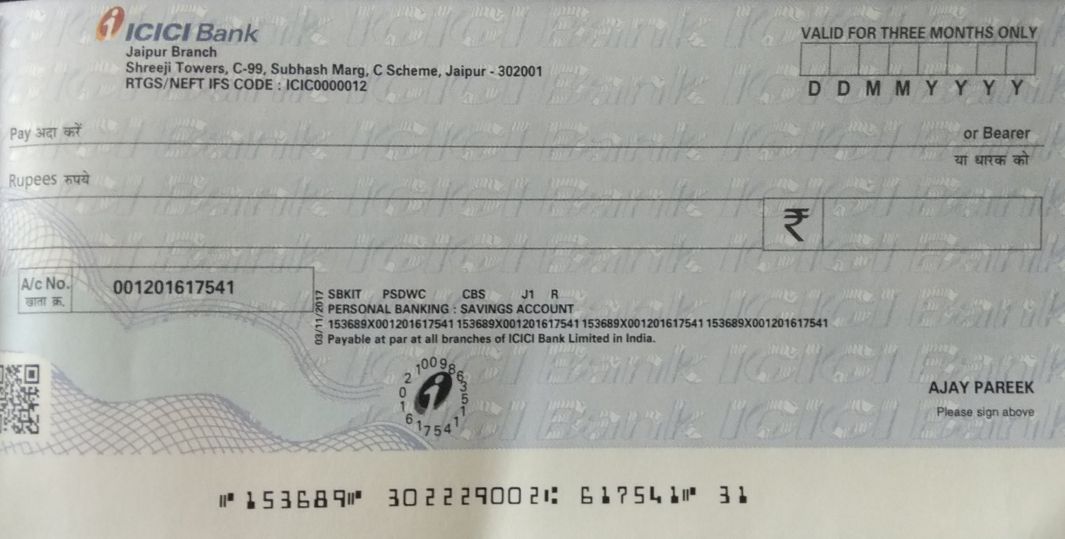 ICICI Bank
Jaipur Branch
Shreeji Towers, C-99, Subhash Marg, C Scheme, Jaipur - 302001
RTGS/NEFT IFS CODE : ICIC0000012
VALID FOR THREE MONTHS ONLY
D D M M Y Y Y Y
Pay अदा करें
or Bearer
या धारक को
Rupees रुपये
₹
A/c No.
खाता क्र.
001201617541
03/11/2017
SBKIT PSDWC CBS J1 R
PERSONAL BANKING : SAVINGS ACCOUNT
153689X001201617541 153689X001201617541 153689X001201617541 153689X001201617541
Payable at par at all branches of ICICI Bank Limited in India.
AJAY PAREEK
Please sign above
⑈153689⑈ 302229002⑆ 617541⑈ 31